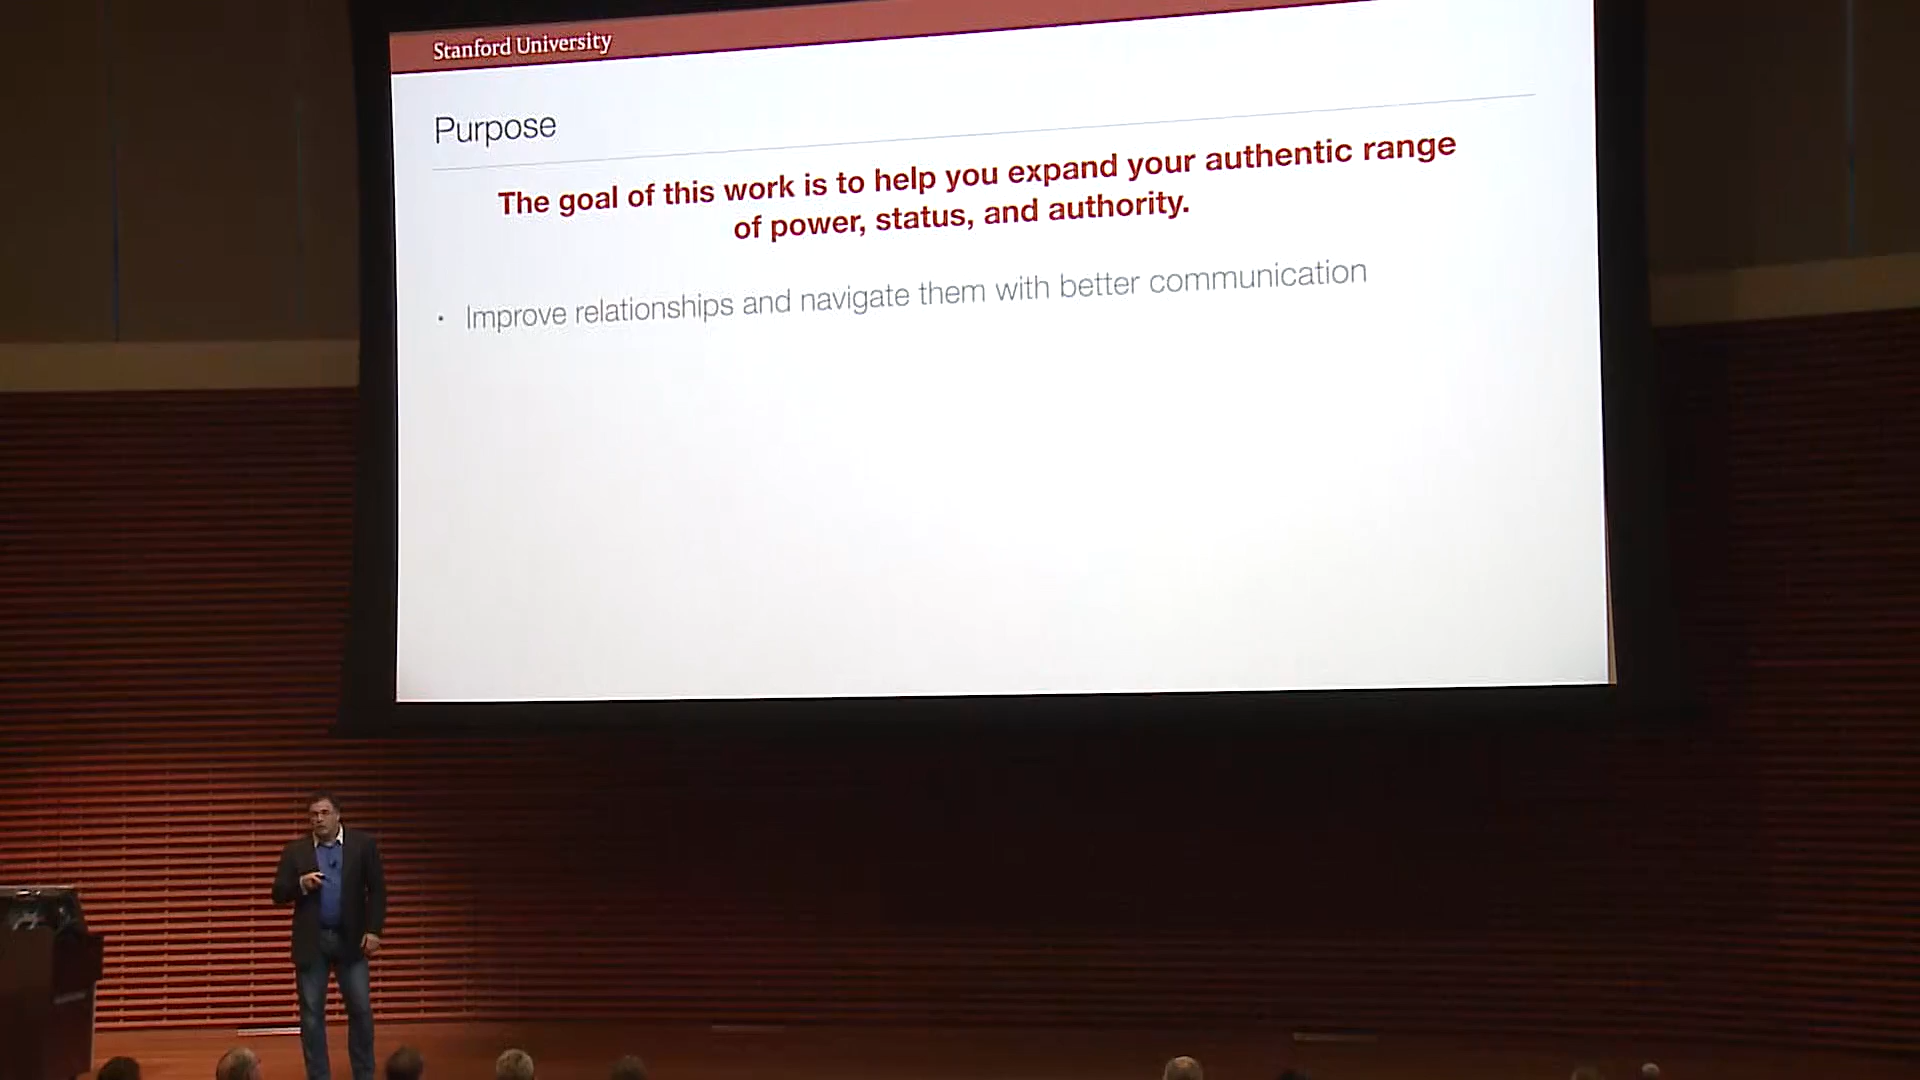 Stanford University
Purpose
The goal of this work is to help you expand your authentic range
of power, status, and authority.
• Improve relationships and navigate them with better communication